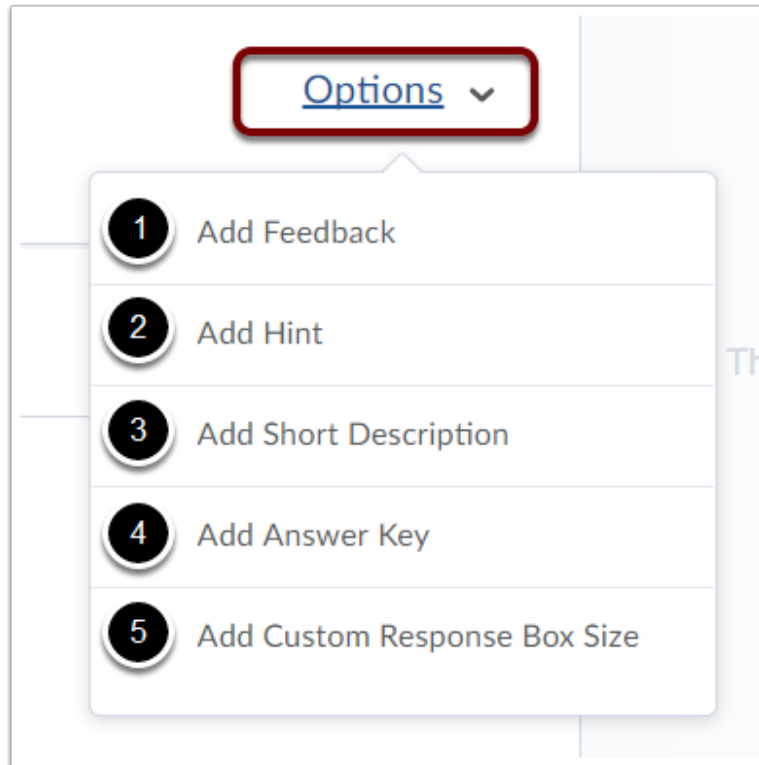 Options
1 Add Feedback
2 Add Hint
Th
3 Add Short Description
4 Add Answer Key
5 Add Custom Response Box Size